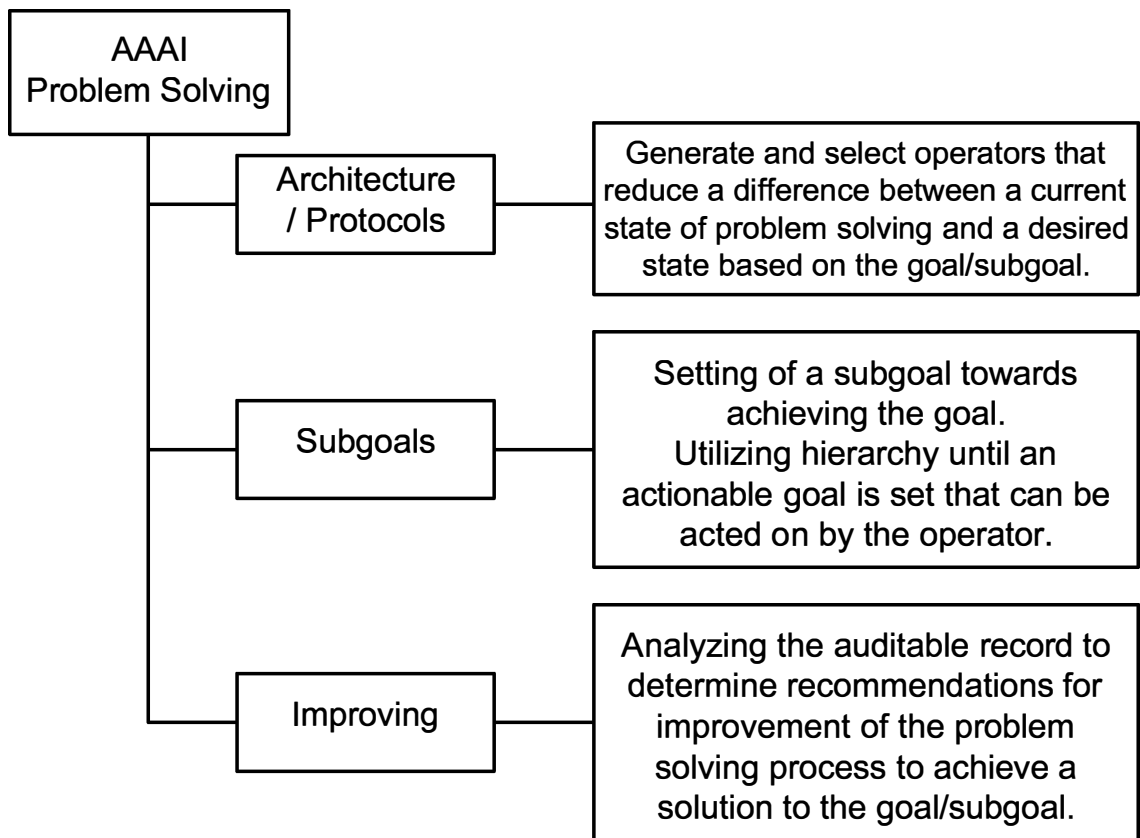 AAAI
Problem Solving
Architecture
/ Protocols
Generate and select operators that
reduce a difference between a current
state of problem solving and a desired
state based on the goal/subgoal.
Subgoals
Setting of a subgoal towards
achieving the goal.
Utilizing hierarchy until an
actionable goal is set that can be
acted on by the operator.
Improving
Analyzing the auditable record to
determine recommendations for
improvement of the problem
solving process to achieve a
solution to the goal/subgoal.